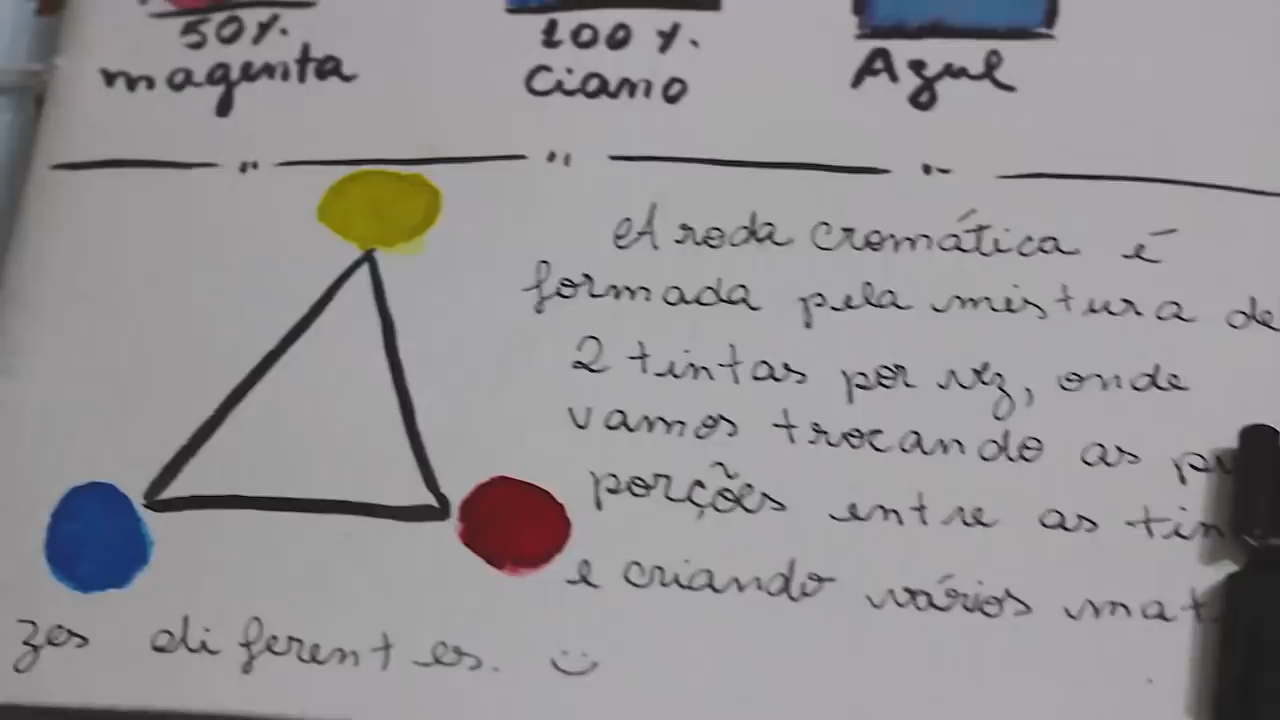 50% magenta
100% Ciano
Azul
A roda cromática é
formada pela mistura de
2 tintas por vez, onde
vamos trocando as
porções entre as
e criando vários
zes diferentes.